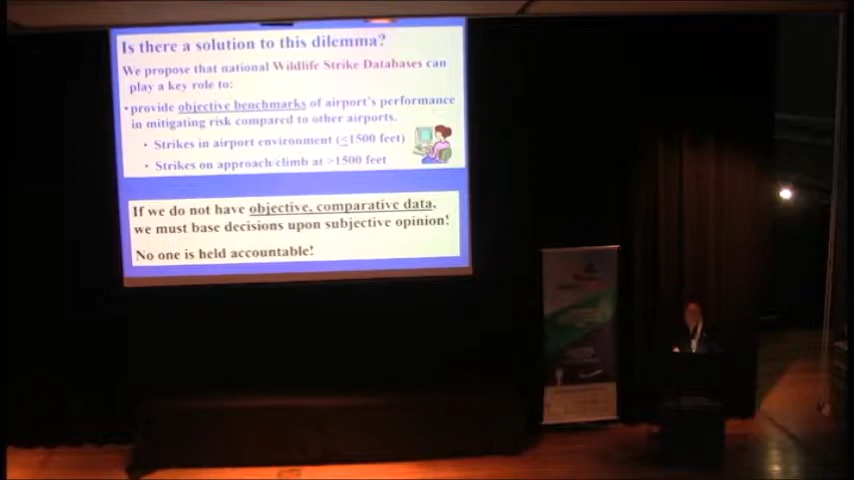 Is there a solution to this dilemma?
We propose that national Wildlife Strike Databases can
play a key role to:
•provide objective benchmarks of airport's performance
in mitigating risk compared to other airports.
• Strikes in airport environment (≤1500 feet)
• Strikes on approach/climb at >1500 feet
If we do not have objective, comparative data,
we must base decisions upon subjective opinion!
No one is held accountable!